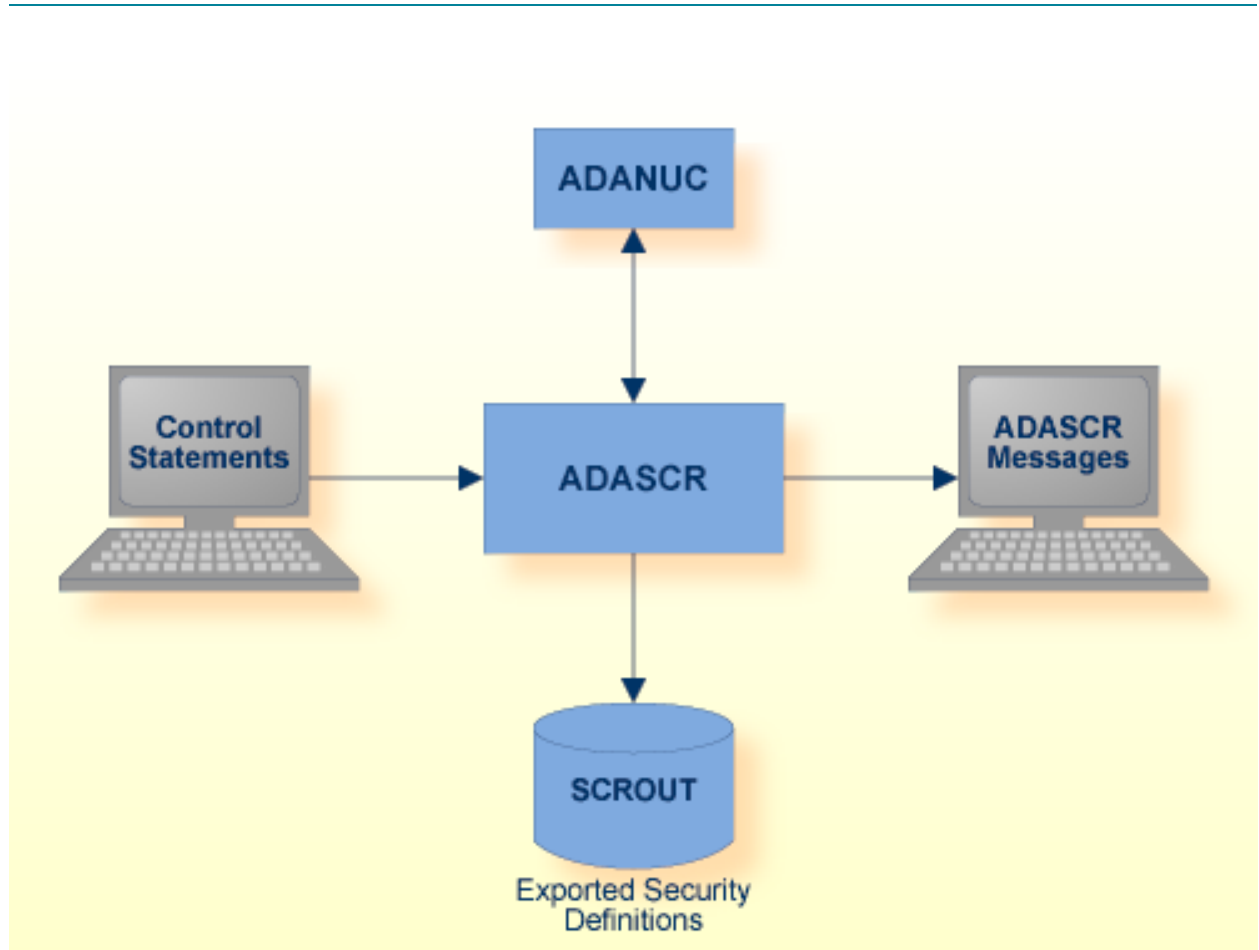 ADANUC
Control
Statements
ADASCR
ADASCR
Messages
SCROUT
Exported Security
Definitions